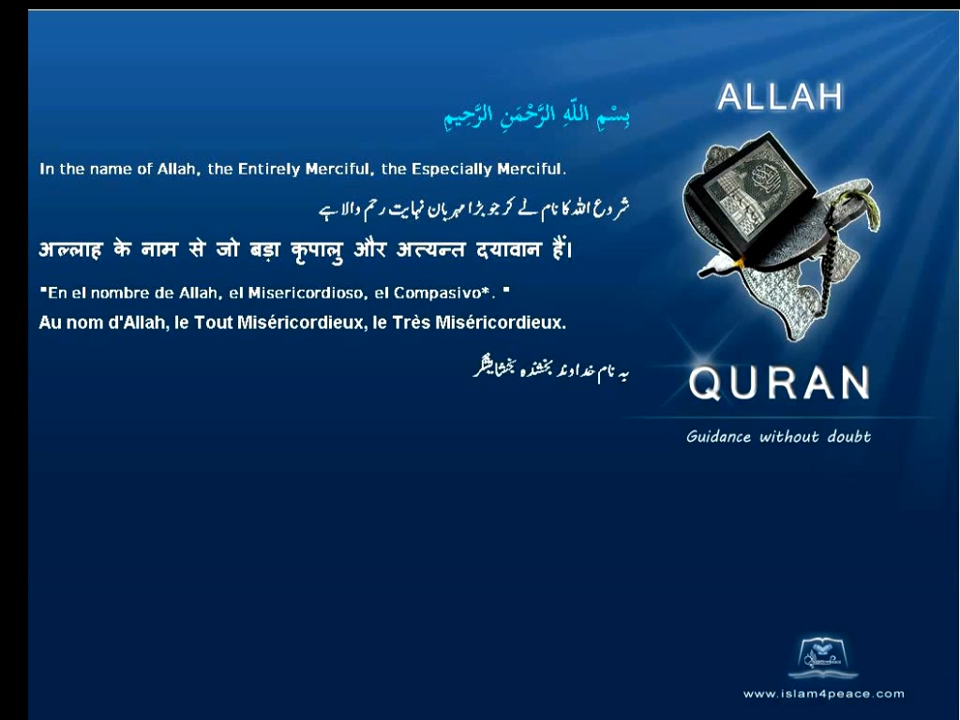 بِسْمِ اللّهِ الرَّحْمَنِ الرَّحِيمِ
In the name of Allah, the Entirely Merciful, the Especially Merciful.
شروع اللہ کا نام لے کر جو بڑا مہربان نہایت رحم والا ہے
अल्लाह के नाम से जो बड़ा कृपालु और अत्यन्त दयावान हैं।
"En el nombre de Allah, el Misericordioso, el Compasivo*. "
Au nom d'Allah, le Tout Miséricordieux, le Très Miséricordieux.
به نام خداوند بخشنده بخشایشگر
ALLAH
QURAN
Guidance without doubt
www.islam4peace.com